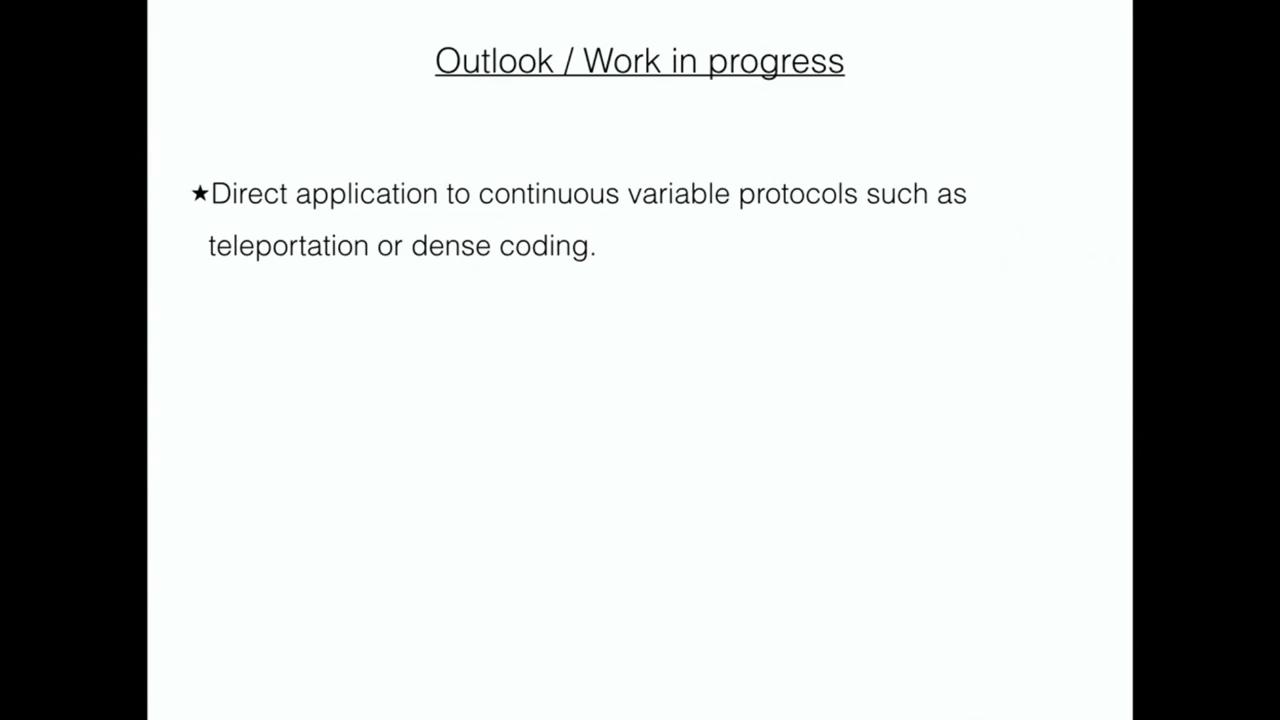 Outlook / Work in progress
★Direct application to continuous variable protocols such as
teleportation or dense coding.